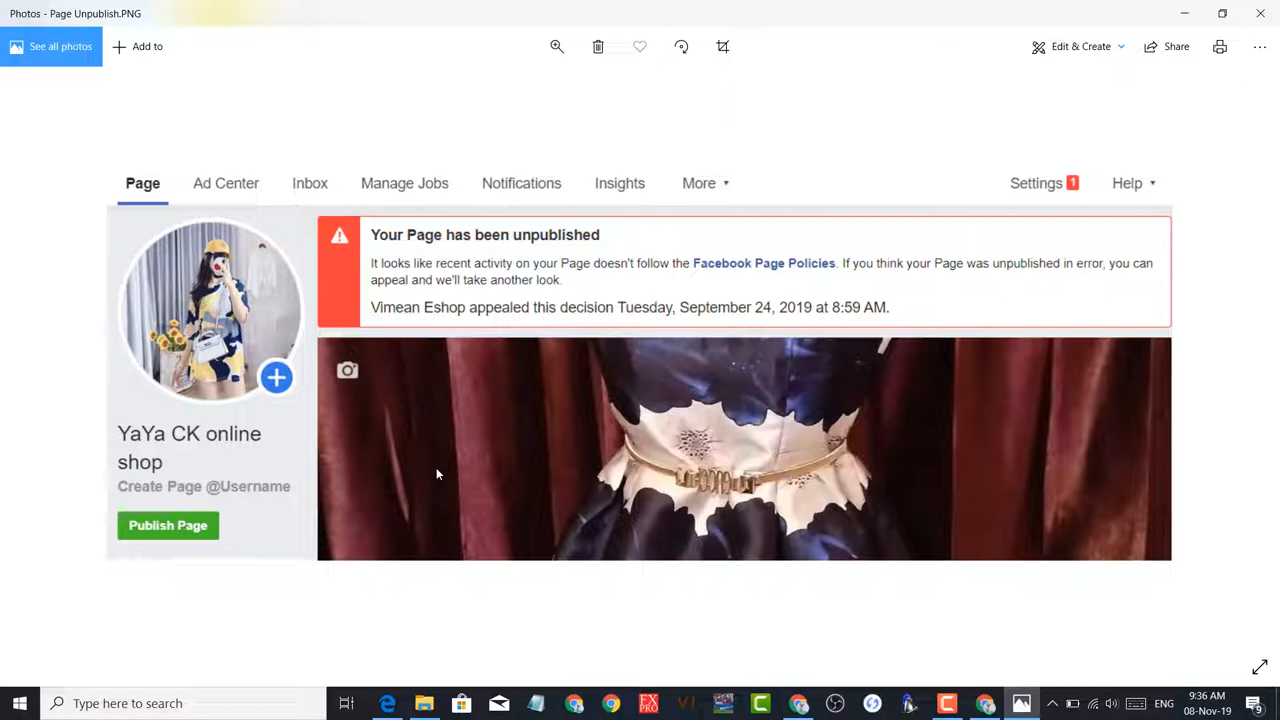 Photos - Page Unpublish.PNG
See all photos
Add to
Edit & Create
Share
Page
Ad Center
Inbox
Manage Jobs
Notifications
Insights
More
Settings 1
Help
Your Page has been unpublished
It looks like recent activity on your Page doesn't follow the Facebook Page Policies. If you think your Page was unpublished in error, you can
appeal and we'll take another look.
Vimean Eshop appealed this decision Tuesday, September 24, 2019 at 8:59 AM.
YaYa CK online
shop
Create Page @Username
Publish Page
Type here to search
FX
PRO
9:36 AM
08-Nov-19
9